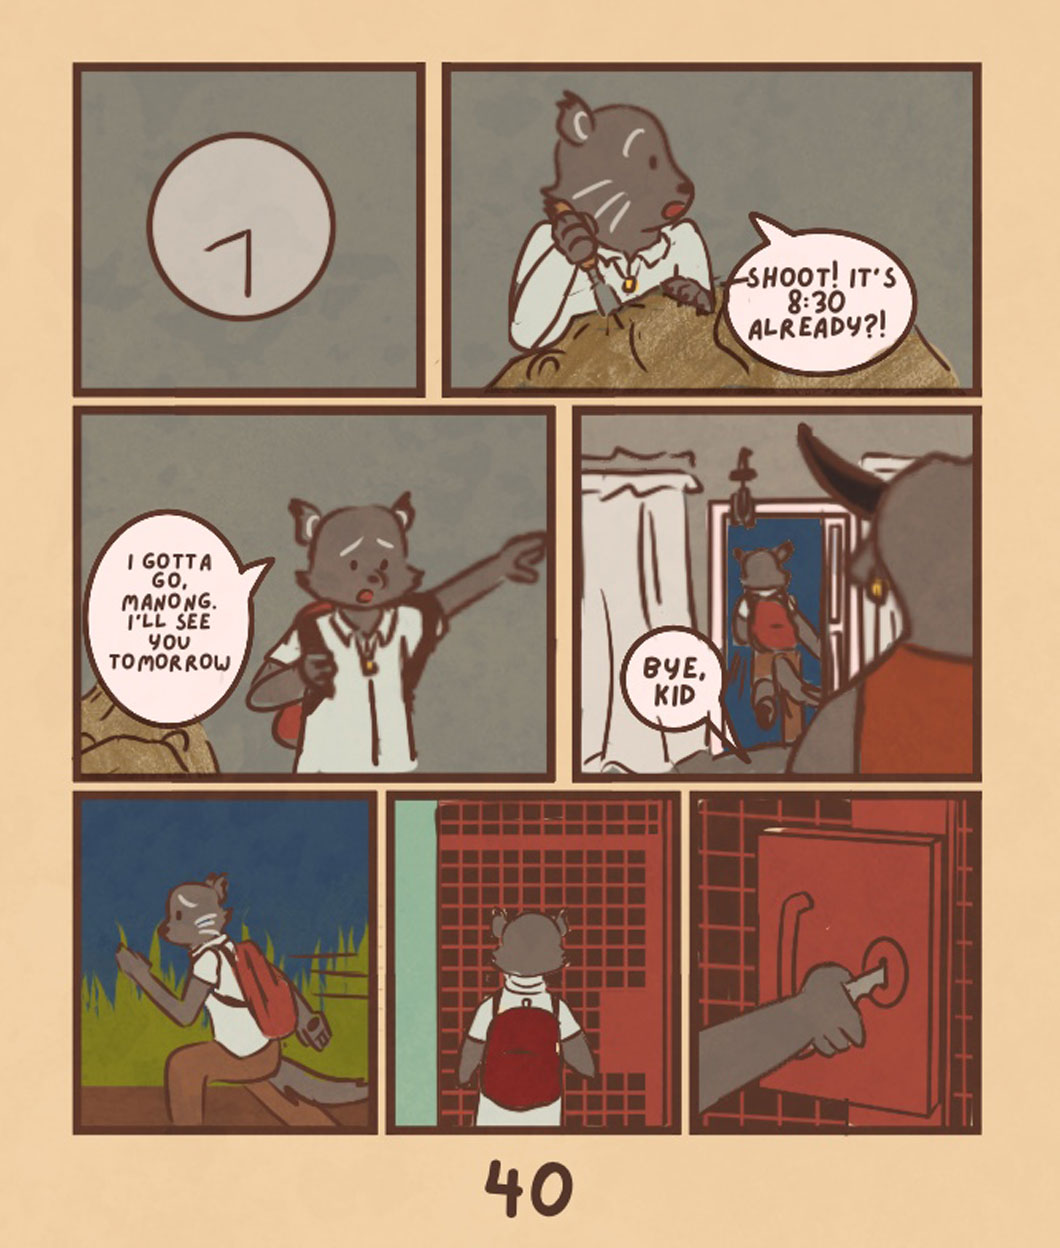 SHOOT! IT'S
8:30
ALREADY?!
I GOTTA
GO,
MANONG.
I'LL SEE
YOU
TOMORROW
BYE,
KID
40